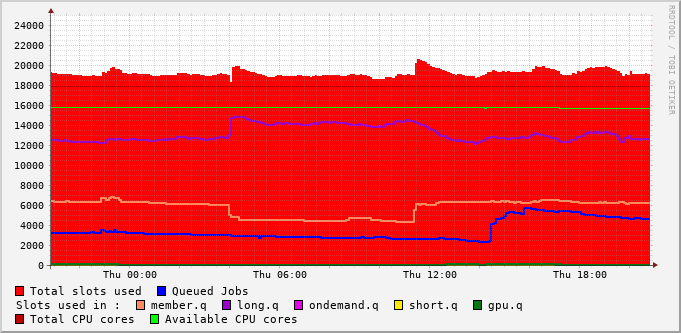 24000
22000
20000
18000
16000
14000
12000
10000
8000
6000
4000
2000
0
Thu 00:00 Thu 06:00 Thu 12:00 Thu 18:00
RRDTOOL / TOBI OETIKER
Total slots used Queued Jobs
Slots used in : member.q long.q ondemand.q short.q gpu.q
Total CPU cores Available CPU cores